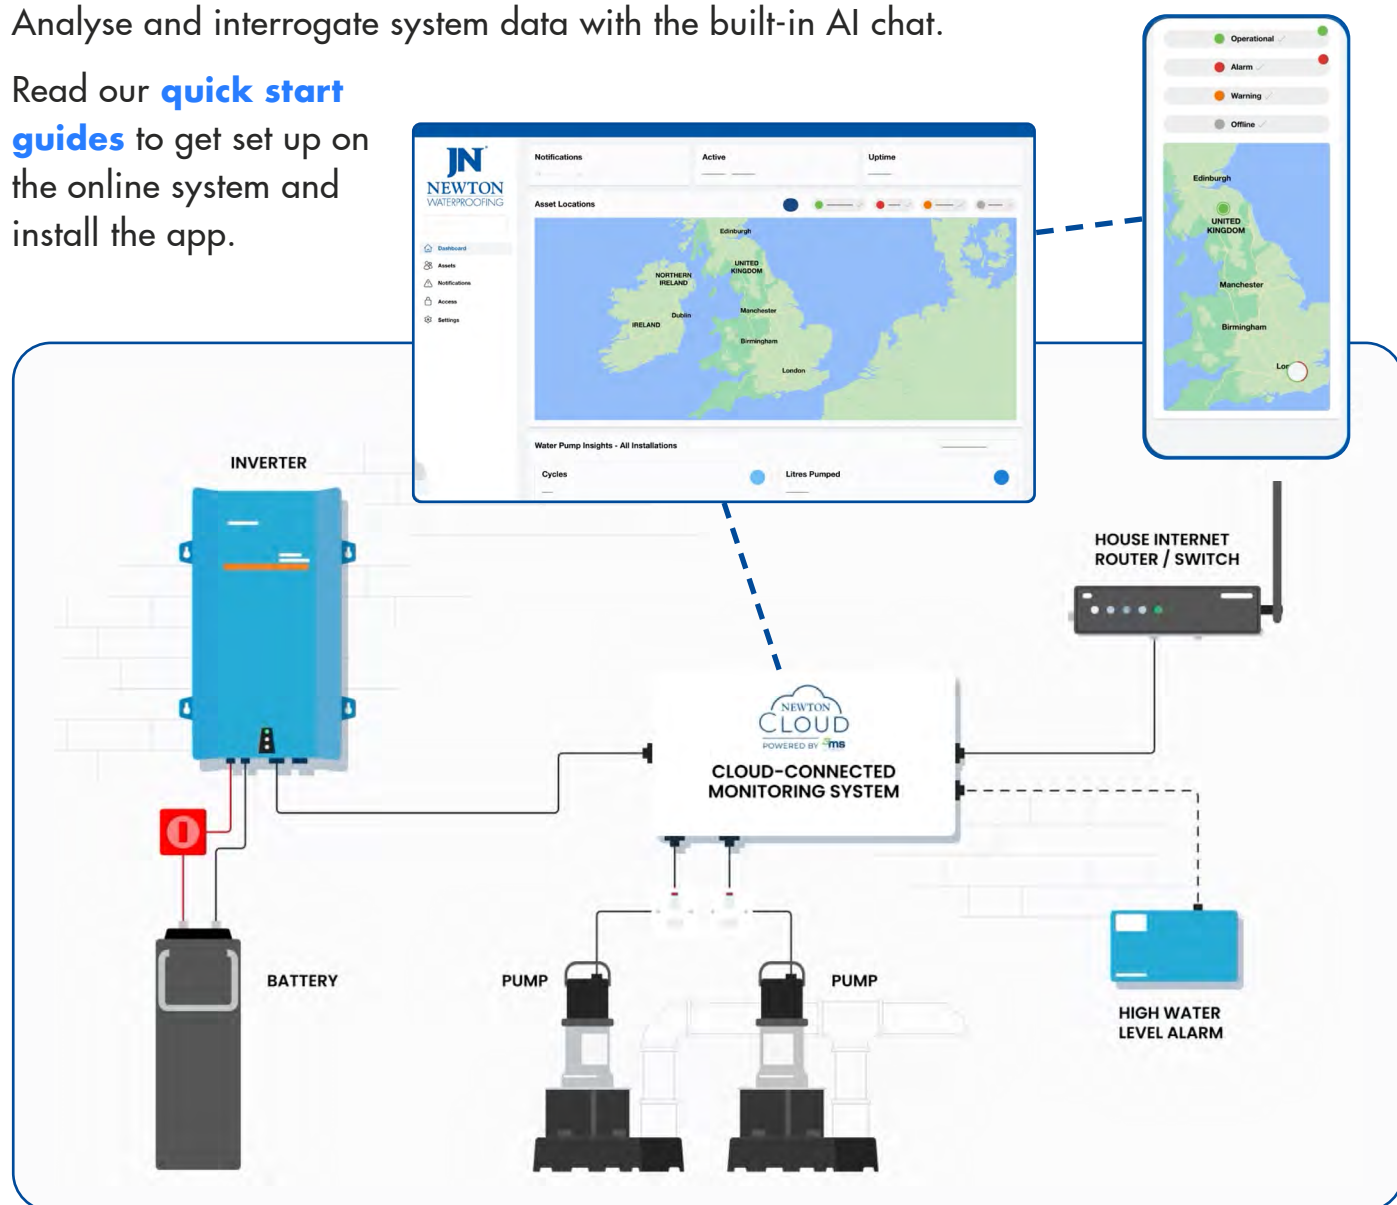 Analyse and interrogate system data with the built-in AI chat.
Read our quick start
guides to get set up on
the online system and
install the app.
JN
NEWTON
WATERPROOFING
Dashboard
Assets
Notifications
Access
Settings
Notifications
Active
Uptime
Asset Locations
Edinburgh
UNITED
KINGDOM
NORTHERN
IRELAND
Dublin
IRELAND
Manchester
Birmingham
London
Water Pump Insights - All Installations
Cycles
Litres Pumped
Operational
Alarm
Warning
Offline
Edinburgh
UNITED
KINGDOM
Manchester
Birmingham
Lon
INVERTER
HOUSE INTERNET
ROUTER / SWITCH
NEWTON
CLOUD
POWERED BY ms
CLOUD-CONNECTED
MONITORING SYSTEM
BATTERY
PUMP
PUMP
HIGH WATER
LEVEL ALARM